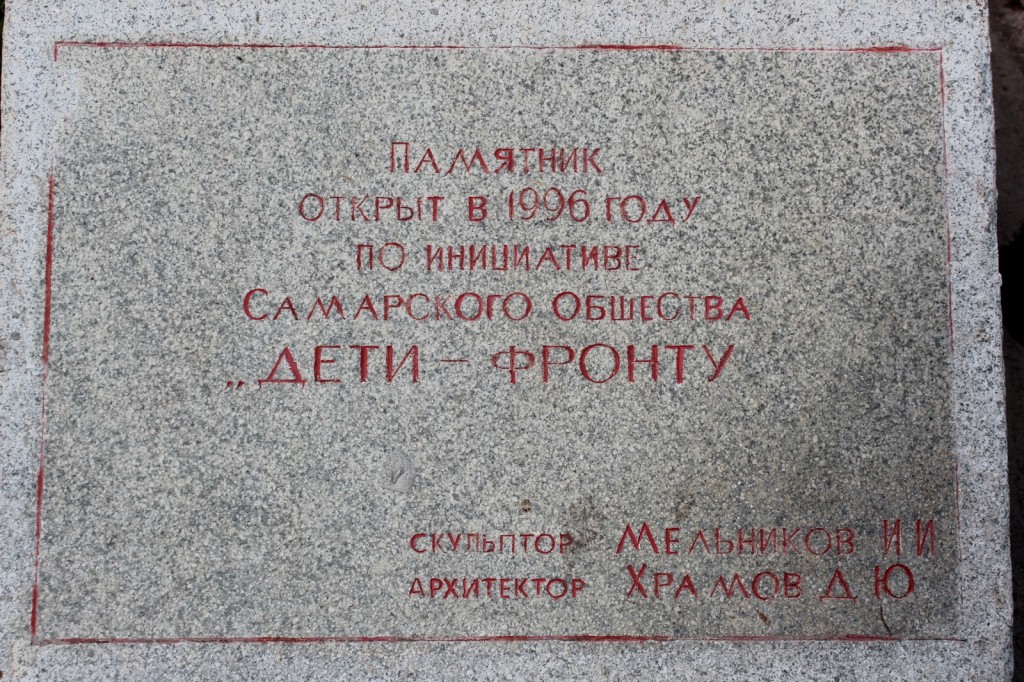 Памятник
открыт в 1996 году
по инициативе
Самарского общества
„ДЕТИ – ФРОНТУ
скульптор Мельников И И
архитектор Храмов Д Ю